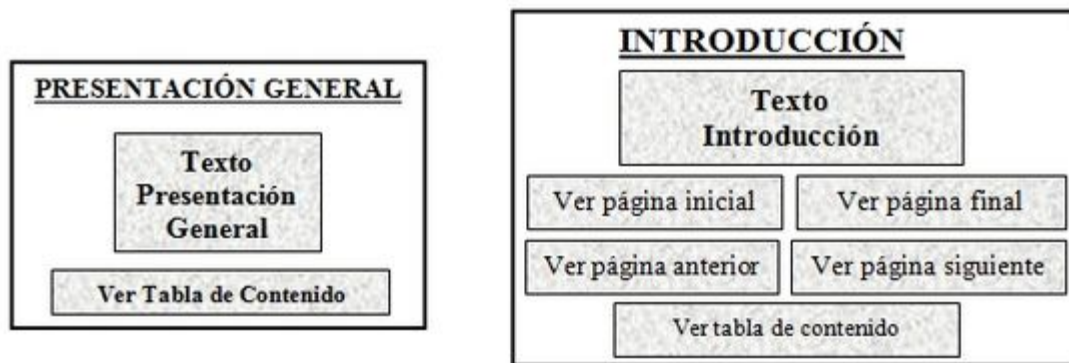 PRESENTACIÓN GENERAL
Texto
Presentación
General
Ver Tabla de Contenido
INTRODUCCIÓN
Texto
Introducción
Ver página inicial
Ver página final
Ver página anterior
Ver página siguiente
Ver tabla de contenido